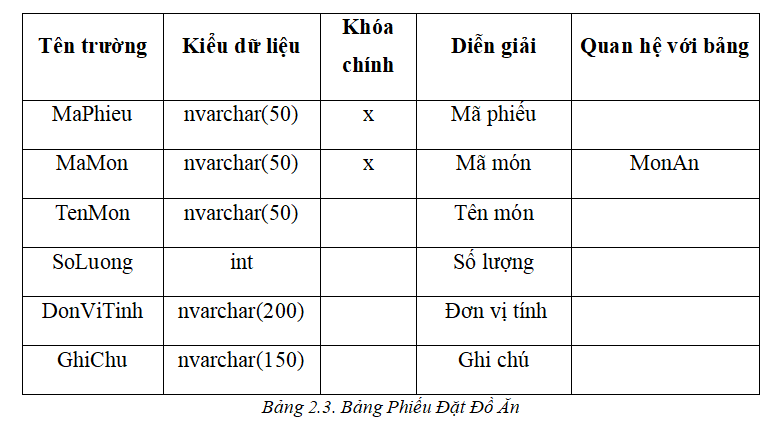 Tên trường Kiểu dữ liệu Khóa chính Diễn giải Quan hệ với bảng
MaPhieu nvarchar(50) x Mã phiếu
MaMon nvarchar(50) x Mã món MonAn
TenMon nvarchar(50) Tên món
SoLuong int Số lượng
DonViTinh nvarchar(200) Đơn vị tính
GhiChu nvarchar(150) Ghi chú
Bảng 2.3. Bảng Phiếu Đặt Đồ Ăn